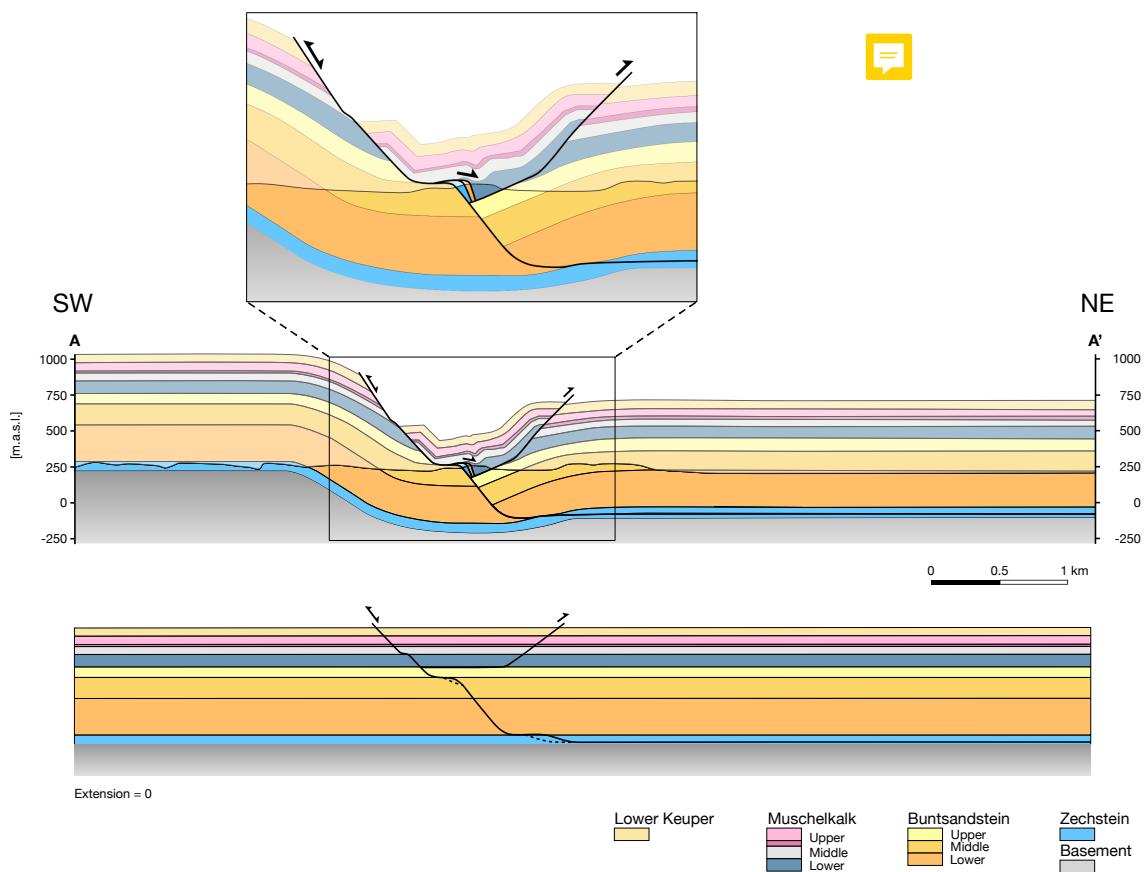 SW
NE
A
A'
1000
750
500
250
0
-250
[m.a.s.l.]
1000
750
500
250
0
-250
0
0.5
1 km
Extension = 0
Lower Keuper
Muschelkalk
Upper
Middle
Lower
Buntsandstein
Upper
Middle
Lower
Zechstein
Basement